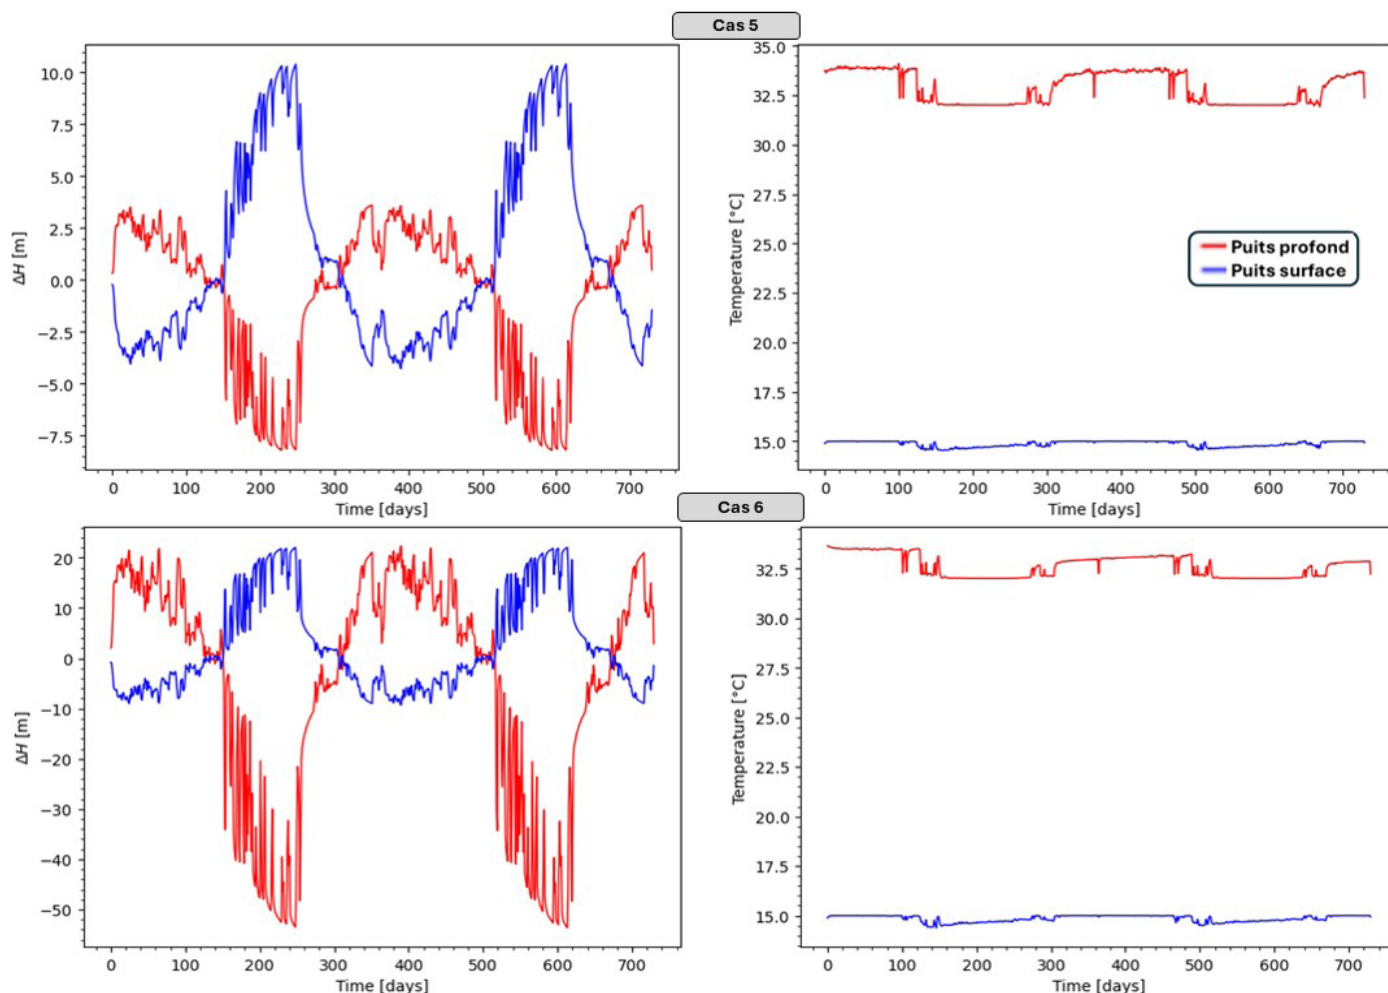 Cas 5
10.0
7.5
5.0
2.5
0.0
−2.5
−5.0
−7.5
ΔH [m]
0 100 200 300 400 500 600 700
Time [days]
35.0
32.5
30.0
27.5
25.0
22.5
20.0
17.5
15.0
Temperature [°C]
Puits profond
Puits surface
0 100 200 300 400 500 600 700
Time [days]
Cas 6
20
10
0
−10
−20
−30
−40
−50
ΔH [m]
0 100 200 300 400 500 600 700
Time [days]
32.5
30.0
27.5
25.0
22.5
20.0
17.5
15.0
Temperature [°C]
0 100 200 300 400 500 600 700
Time [days]